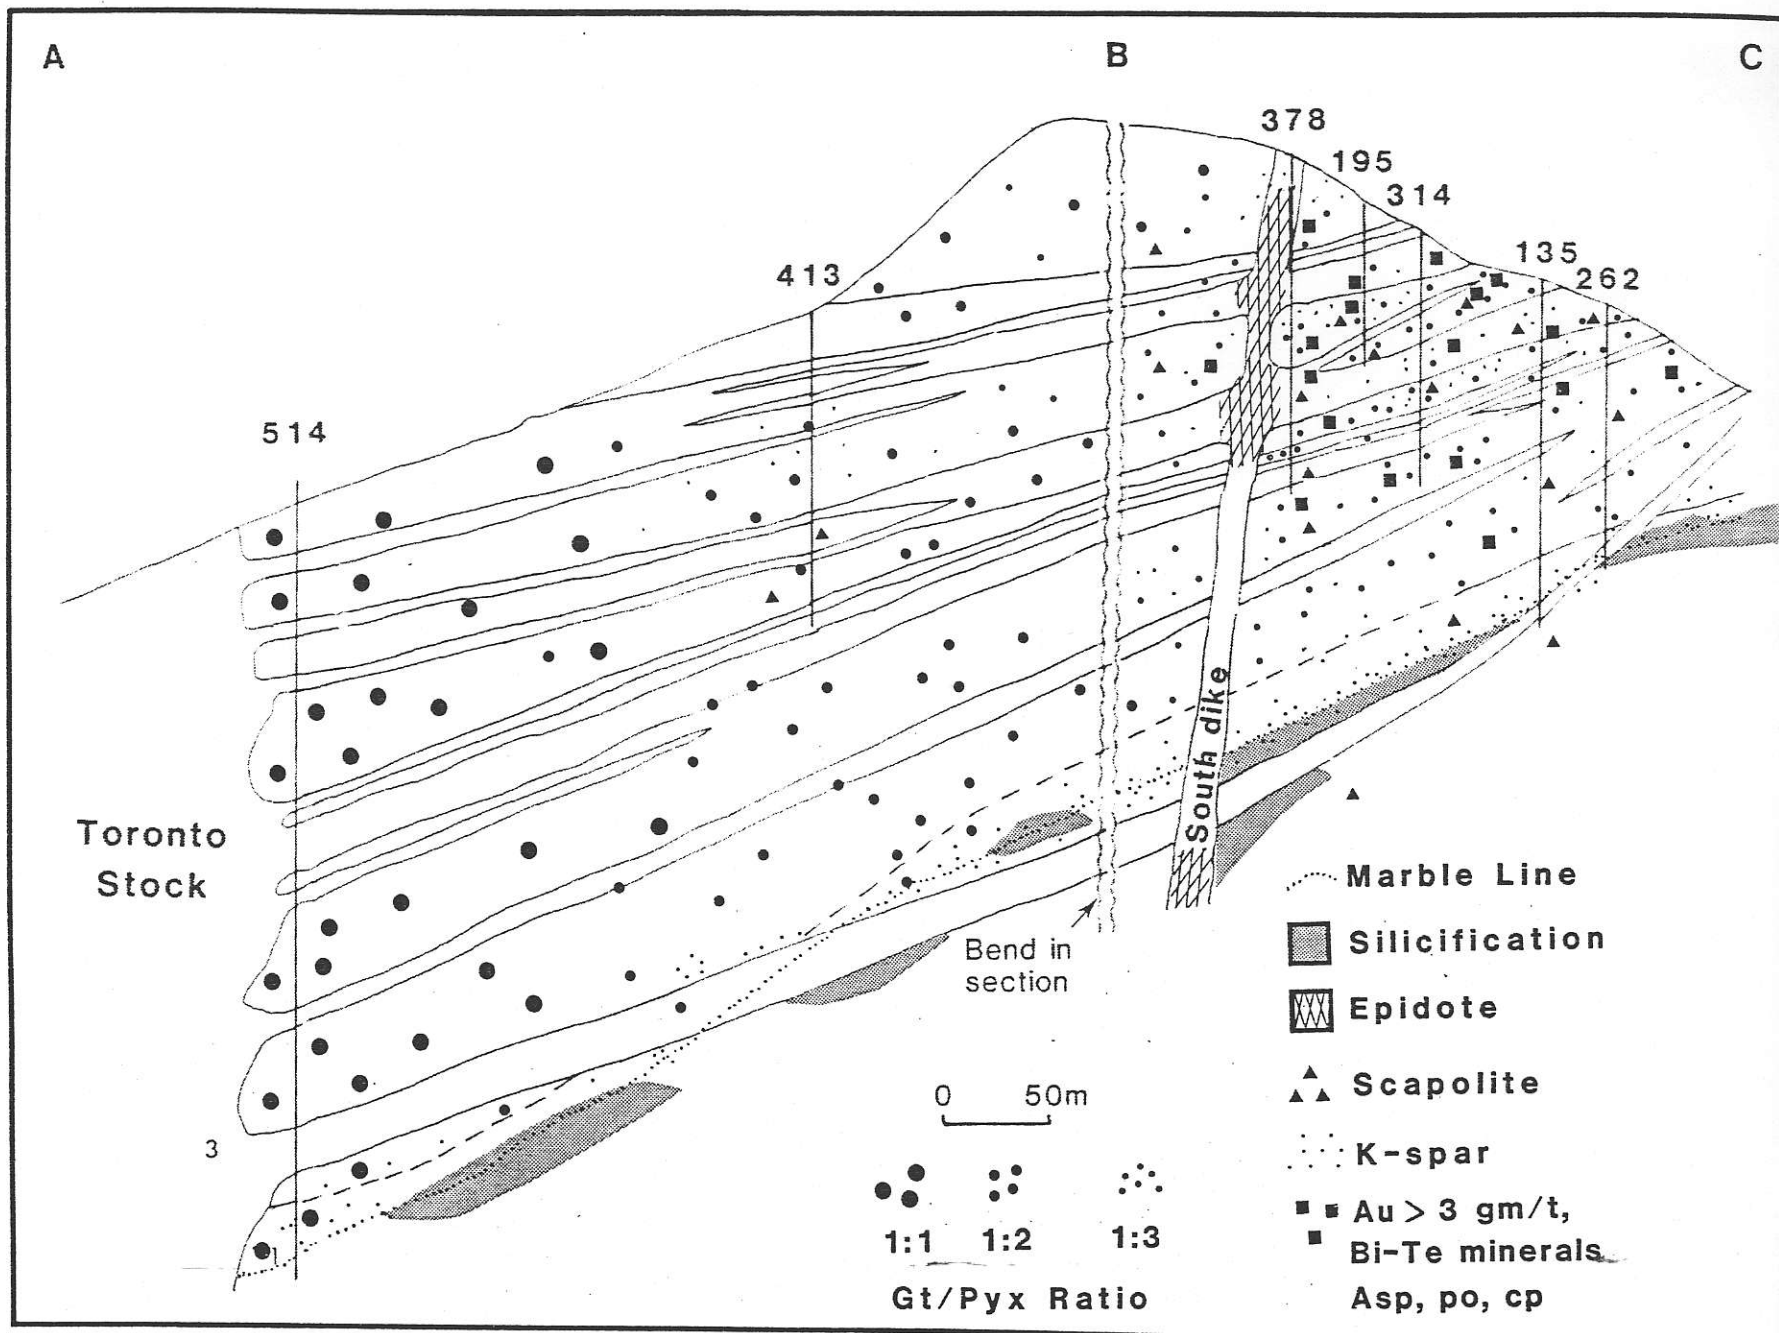 A
B
C
378
195
314
413
135
262
514
Toronto
Stock
South dike
Bend in
section
3
1
0 50m
1:1 1:2 1:3
Gt/Pyx Ratio
Marble Line
Silicification
Epidote
Scapolite
K-spar
Au > 3 gm/t,
Bi-Te minerals
Asp, po, cp